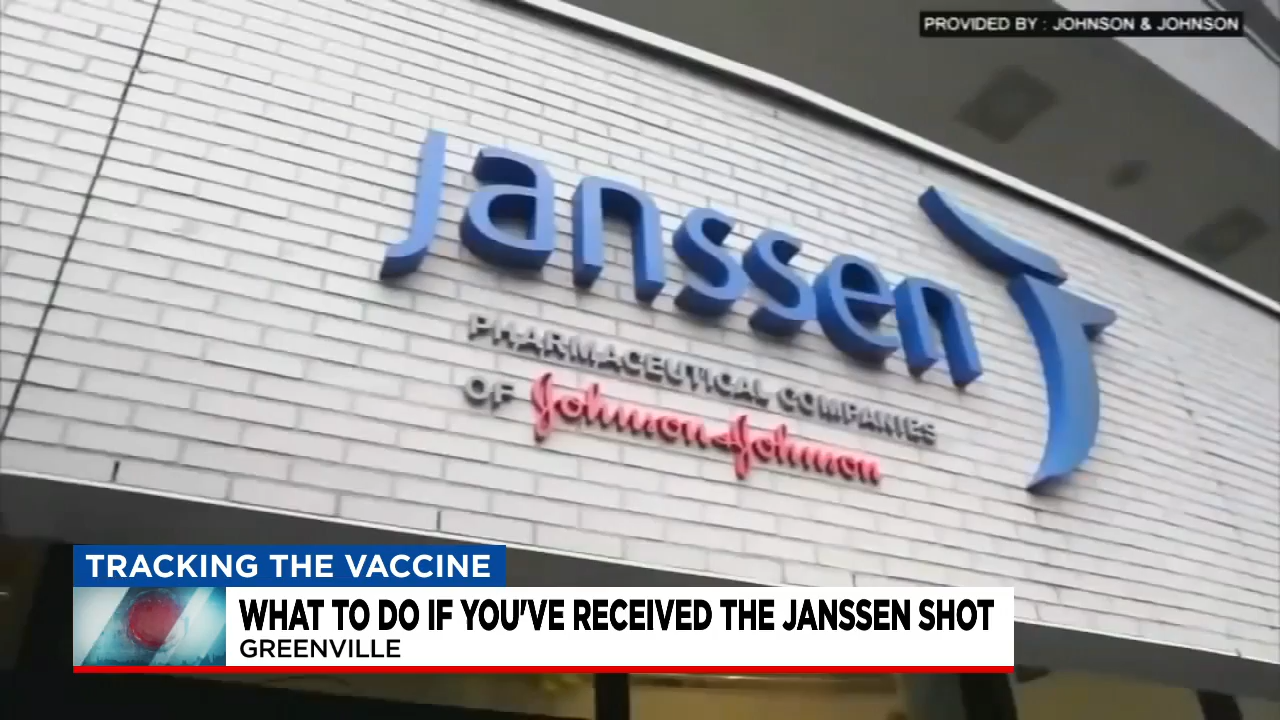 PROVIDED BY : JOHNSON & JOHNSON
Janssen
PHARMACEUTICAL COMPANIES
OF Johnson & Johnson
TRACKING THE VACCINE
WHAT TO DO IF YOU'VE RECEIVED THE JANSSEN SHOT
GREENVILLE